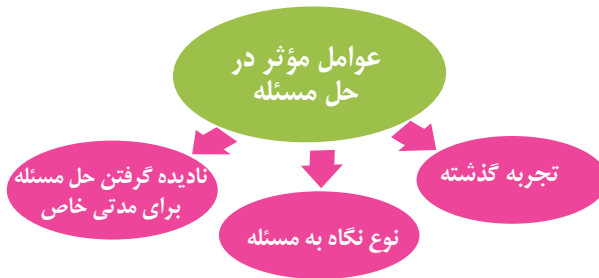 عوامل مؤثر در
حل مسئله
تجربه گذشته
نوع نگاه به مسئله
نادیده گرفتن حل مسئله
برای مدتی خاص